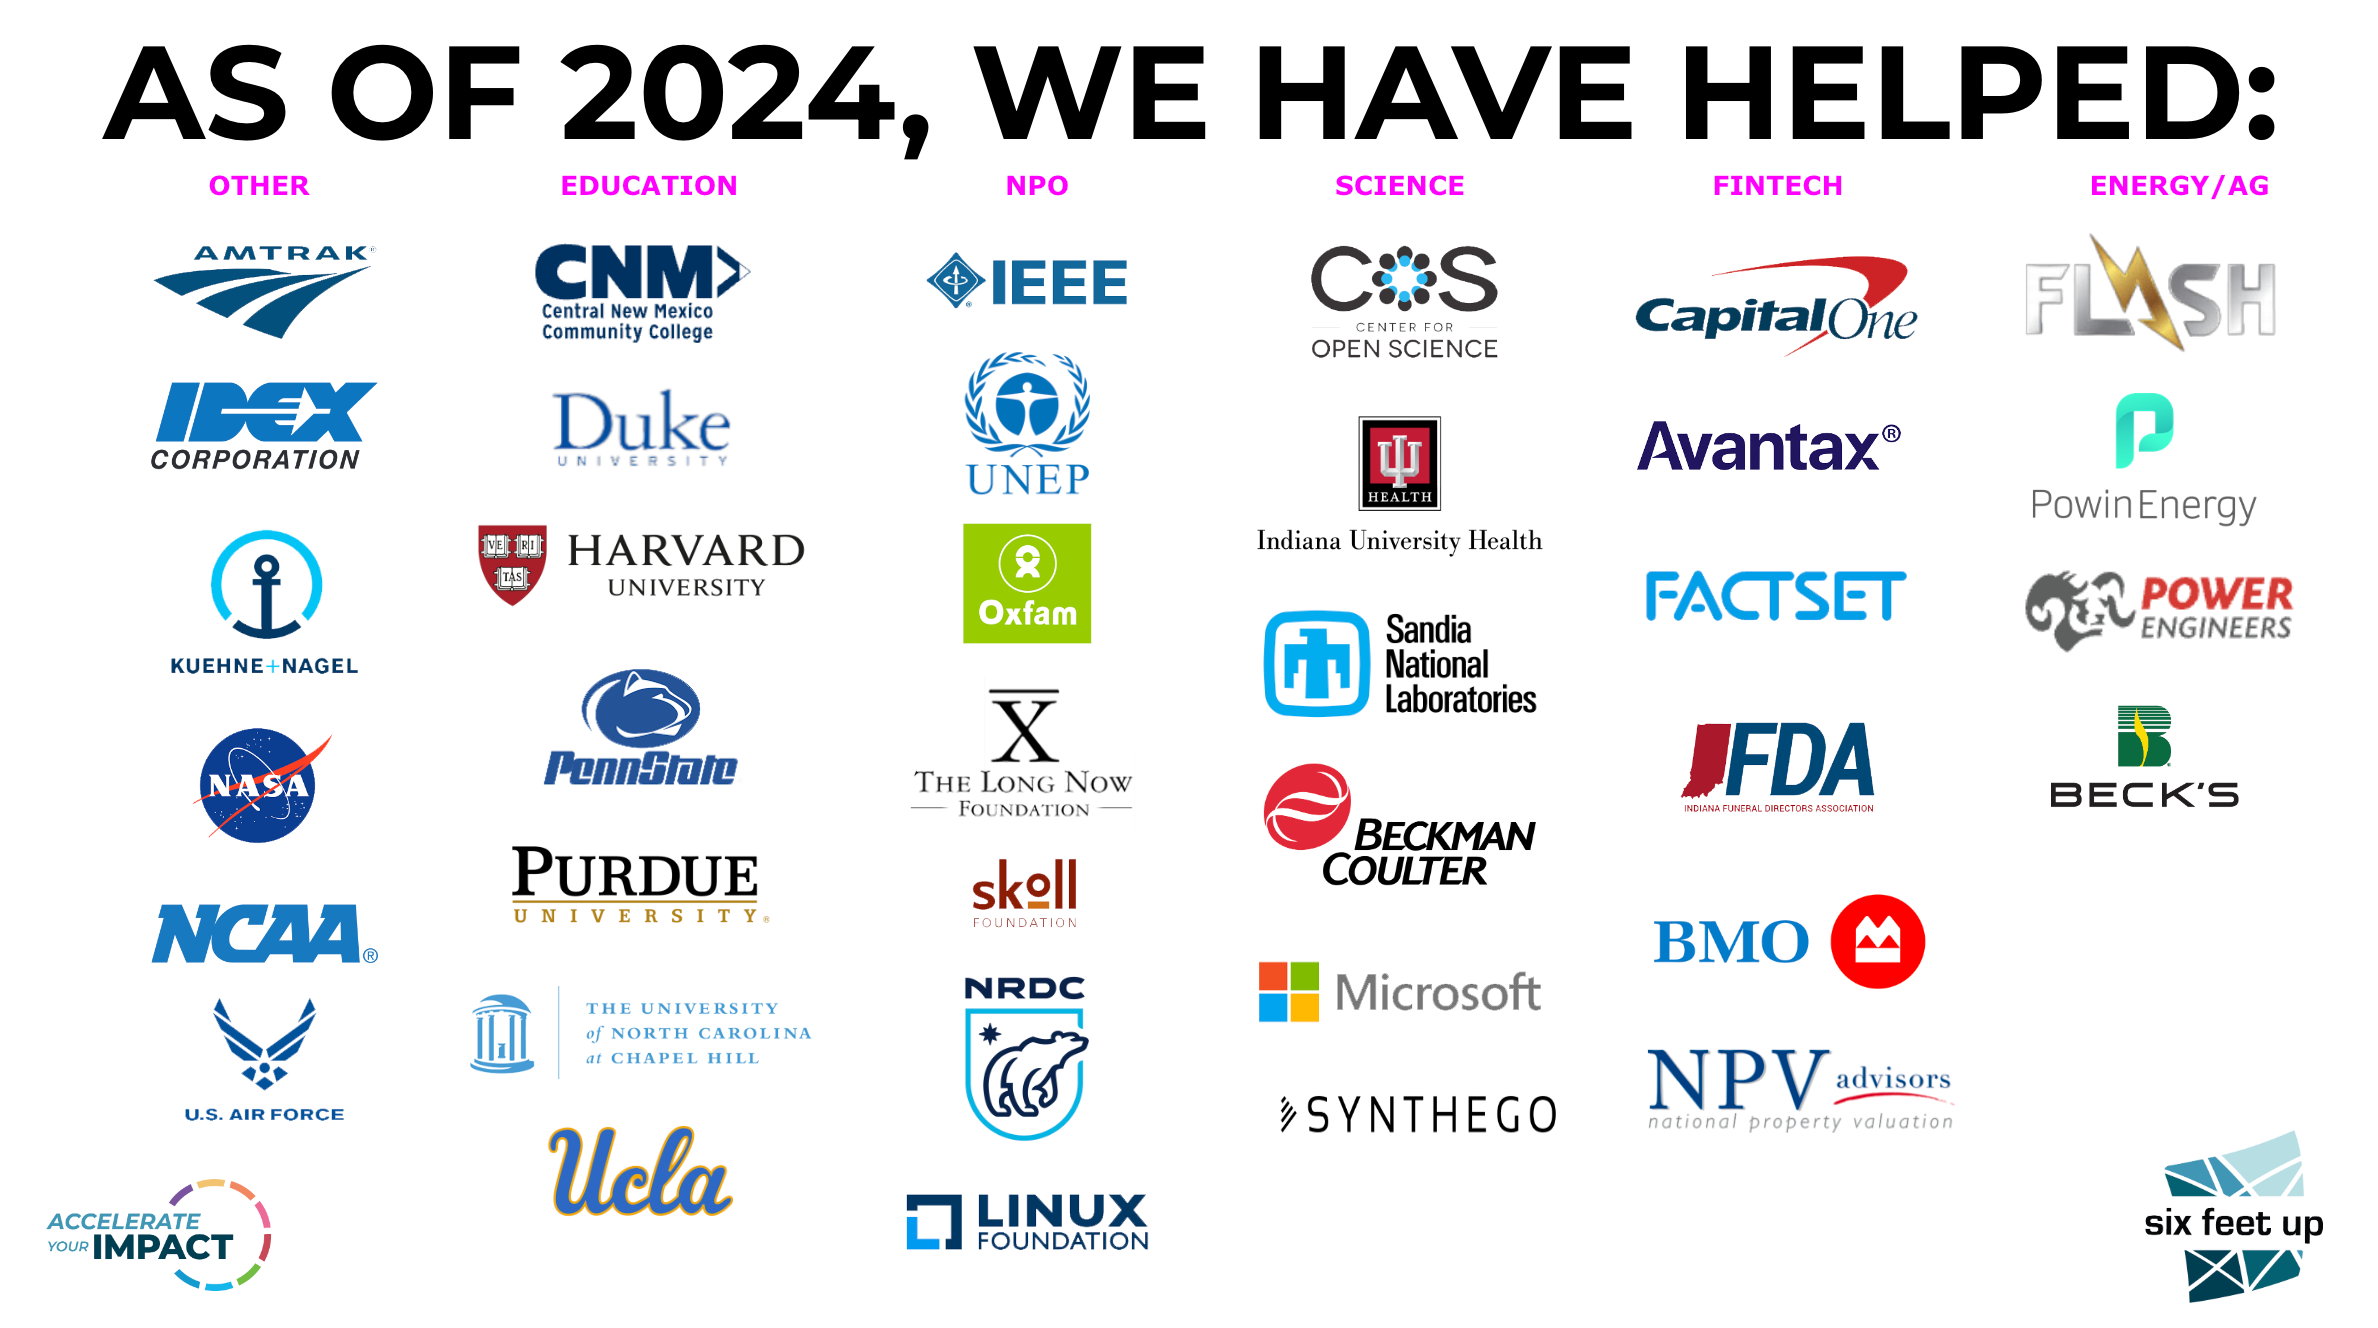 AS OF 2024, WE HAVE HELPED:
OTHER
AMTRAK®
IDEX
CORPORATION
KUEHNE+NAGEL
NASA
NCAA®
U.S. AIR FORCE
EDUCATION
CNM
Central New Mexico
Community College
Duke
UNIVERSITY
VE RI
TAS
HARVARD
UNIVERSITY
PennState
PURDUE
UNIVERSITY®
THE UNIVERSITY
of NORTH CAROLINA
at CHAPEL HILL
Ucla
NPO
IEEE®
UNEP
Oxfam
X
THE LONG NOW
FOUNDATION
skoll
FOUNDATION
NRDC
LINUX
FOUNDATION
SCIENCE
COS
CENTER FOR
OPEN SCIENCE
IU
HEALTH
Indiana University Health
Sandia
National
Laboratories
BECKMAN
COULTER
Microsoft
SYNTHEGO
FINTECH
CapitalOne
Avantax®
FACTSET
IFDA
INDIANA FUNERAL DIRECTORS ASSOCIATION
BMO
NPV advisors
national property valuation
ENERGY/AG
FLASH
PowinEnergy
POWER
ENGINEERS
B
BECK'S
ACCELERATE
YOUR IMPACT
six feet up